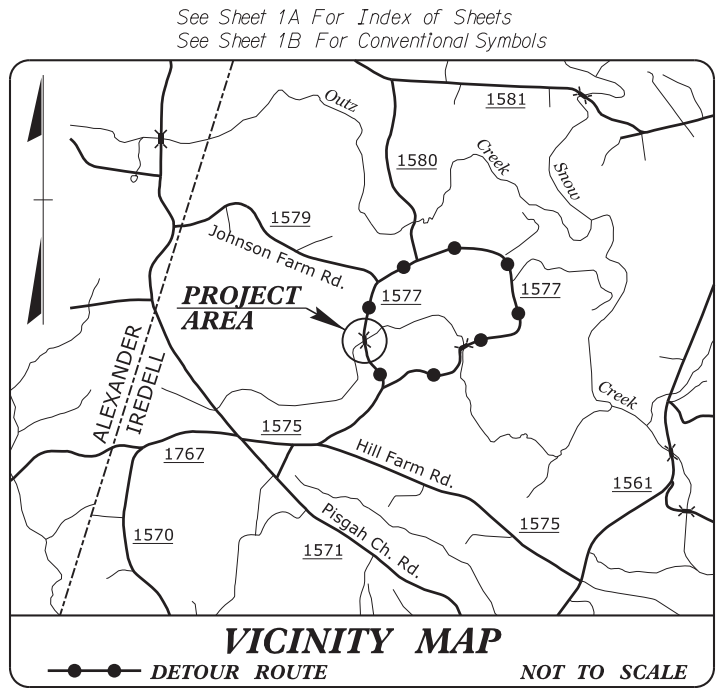 See Sheet 1A For Index of Sheets
See Sheet 1B For Conventional Symbols
Outz
1581
Creek
Snow
1580
1579
Johnson Farm Rd.
1577
1577
PROJECT
AREA
ALEXANDER
IREDELL
Creek
1575
1767
Hill Farm Rd.
1561
1570
1571
Pisgah Ch. Rd.
1575
VICINITY MAP
DETOUR ROUTE
NOT TO SCALE